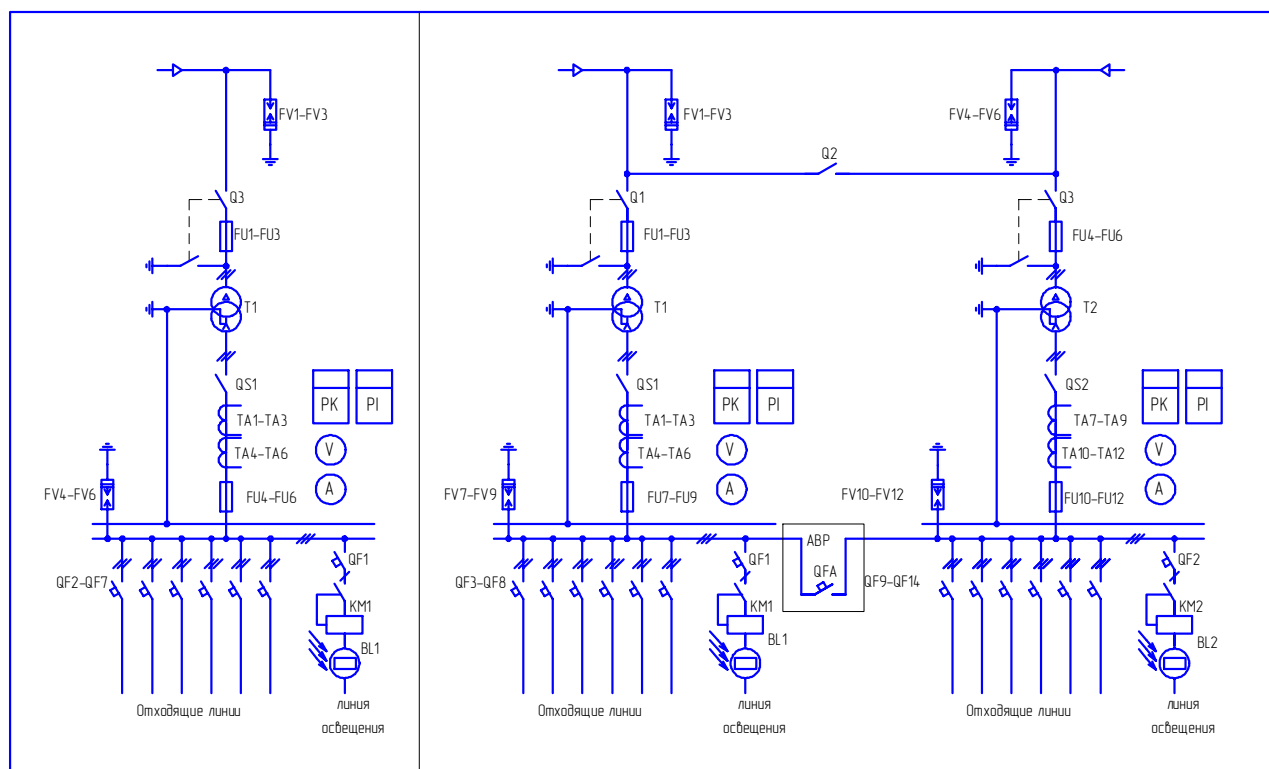 FV1-FV3
Q3
FU1-FU3
T1
QS1
PK
PI
TA1-TA3
TA4-TA6
V
A
FV4-FV6
FU4-FU6
QF1
QF2-QF7
KM1
BL1
Отходящие линии
линия
освещения
FV1-FV3
FV4-FV6
Q2
Q1
Q3
FU1-FU3
FU4-FU6
T1
T2
QS1
PK
PI
QS2
PK
PI
TA1-TA3
TA7-TA9
TA4-TA6
V
TA10-TA12
V
A
A
FV7-FV9
FU7-FU9
FV10-FV12
FU10-FU12
АВР
QF1
QFA
QF2
QF3-QF8
QF9-QF14
KM1
KM2
BL1
BL2
Отходящие линии
линия
освещения
Отходящие линии
линия
освещения